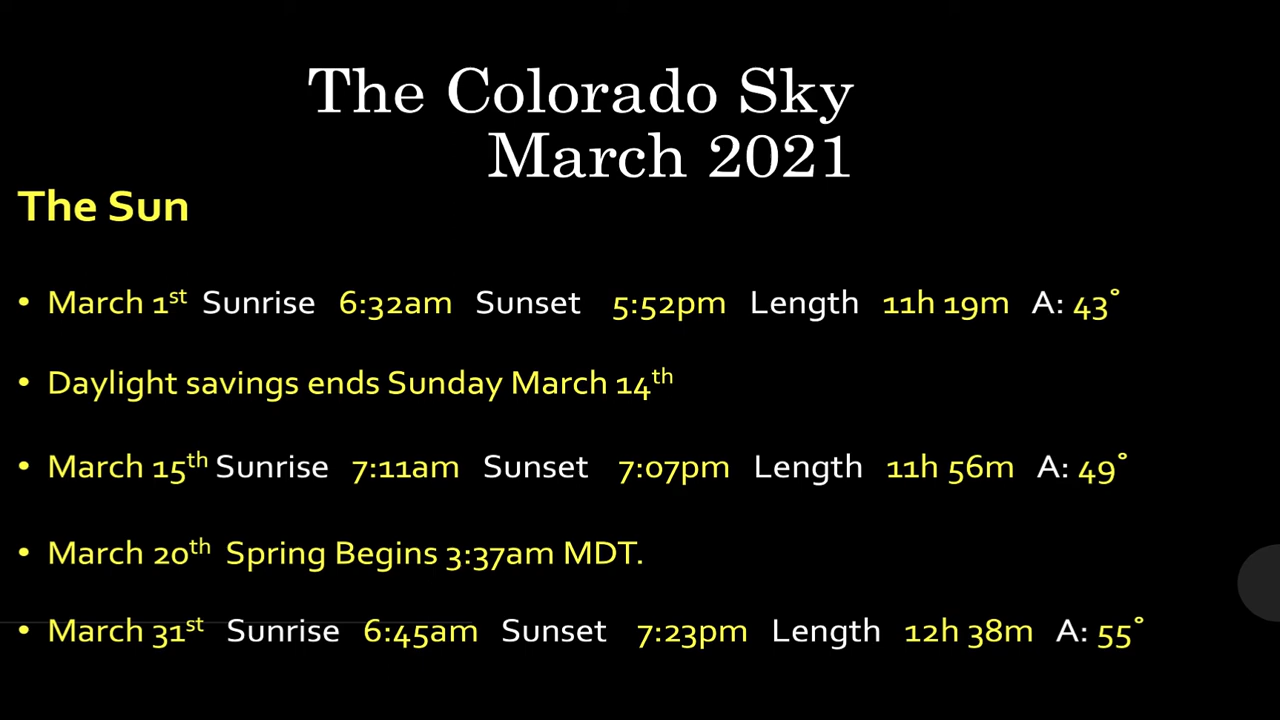 The Colorado Sky
March 2021
The Sun
• March 1st Sunrise 6:32am Sunset 5:52pm Length 11h 19m A: 43°
• Daylight savings ends Sunday March 14th
• March 15th Sunrise 7:11am Sunset 7:07pm Length 11h 56m A: 49°
• March 20th Spring Begins 3:37am MDT.
• March 31st Sunrise 6:45am Sunset 7:23pm Length 12h 38m A: 55°